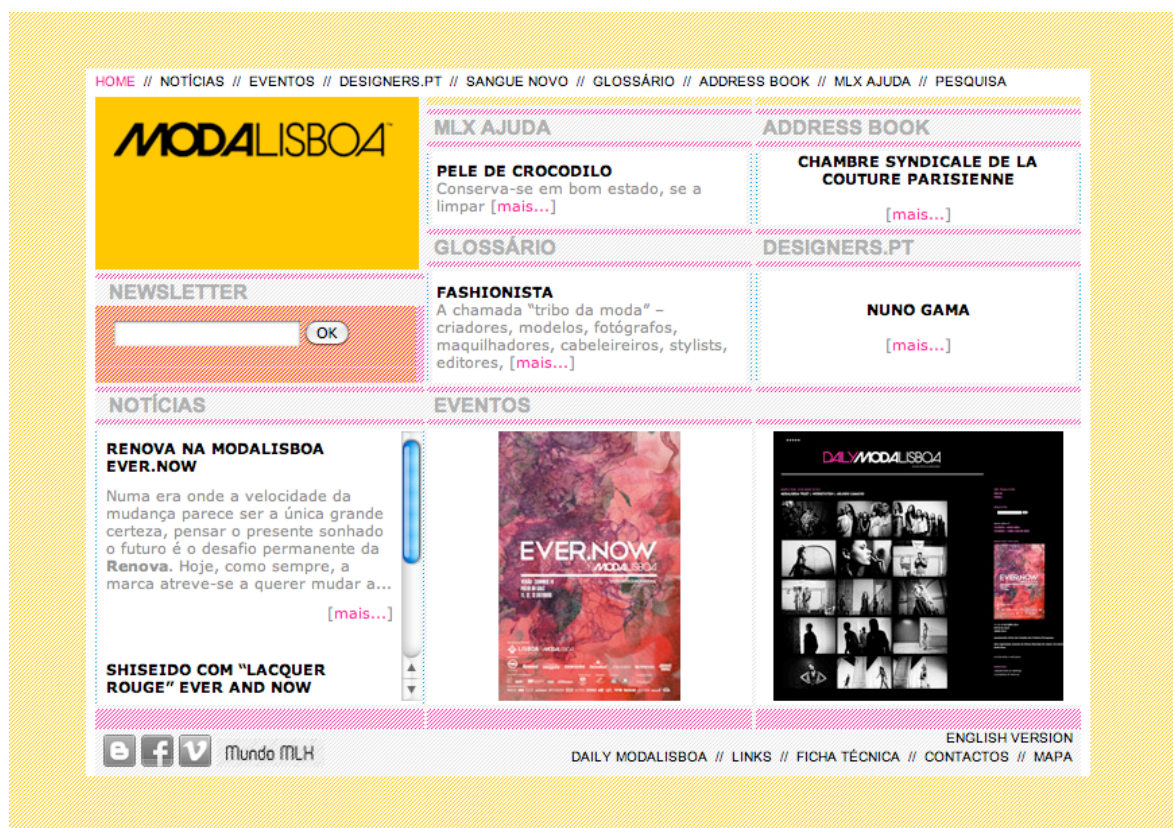 HOME // NOTÍCIAS // EVENTOS // DESIGNERS.PT // SANGUE NOVO // GLOSSÁRIO // ADDRESS BOOK // MLX AJUDA // PESQUISA
MODALISBOA™
NEWSLETTER
OK
MLX AJUDA
PELE DE CROCODILO
Conserva-se em bom estado, se a
limpar [mais...]
ADDRESS BOOK
CHAMBRE SYNDICALE DE LA
COUTURE PARISIENNE
[mais...]
GLOSSÁRIO
FASHIONISTA
A chamada “tribo da moda” –
criadores, modelos, fotógrafos,
maquilhadores, cabeleireiros, stylists,
editores, [mais...]
DESIGNERS.PT
NUNO GAMA
[mais...]
NOTÍCIAS
RENOVA NA MODALISBOA
EVER.NOW
Numa era onde a velocidade da
mudança parece ser a única grande
certeza, pensar o presente sonhado
o futuro é o desafio permanente da
Renova. Hoje, como sempre, a
marca atreve-se a querer mudar a...
[mais...]
SHISEIDO COM “LACQUER
ROUGE” EVER AND NOW
EVENTOS
EVER.NOW
MODALISBOA
LISBOA MODALISBOA
DAILYMODALISBOA
EVER.NOW
Mundo MLX
ENGLISH VERSION
DAILY MODALISBOA // LINKS // FICHA TÉCNICA // CONTACTOS // MAPA